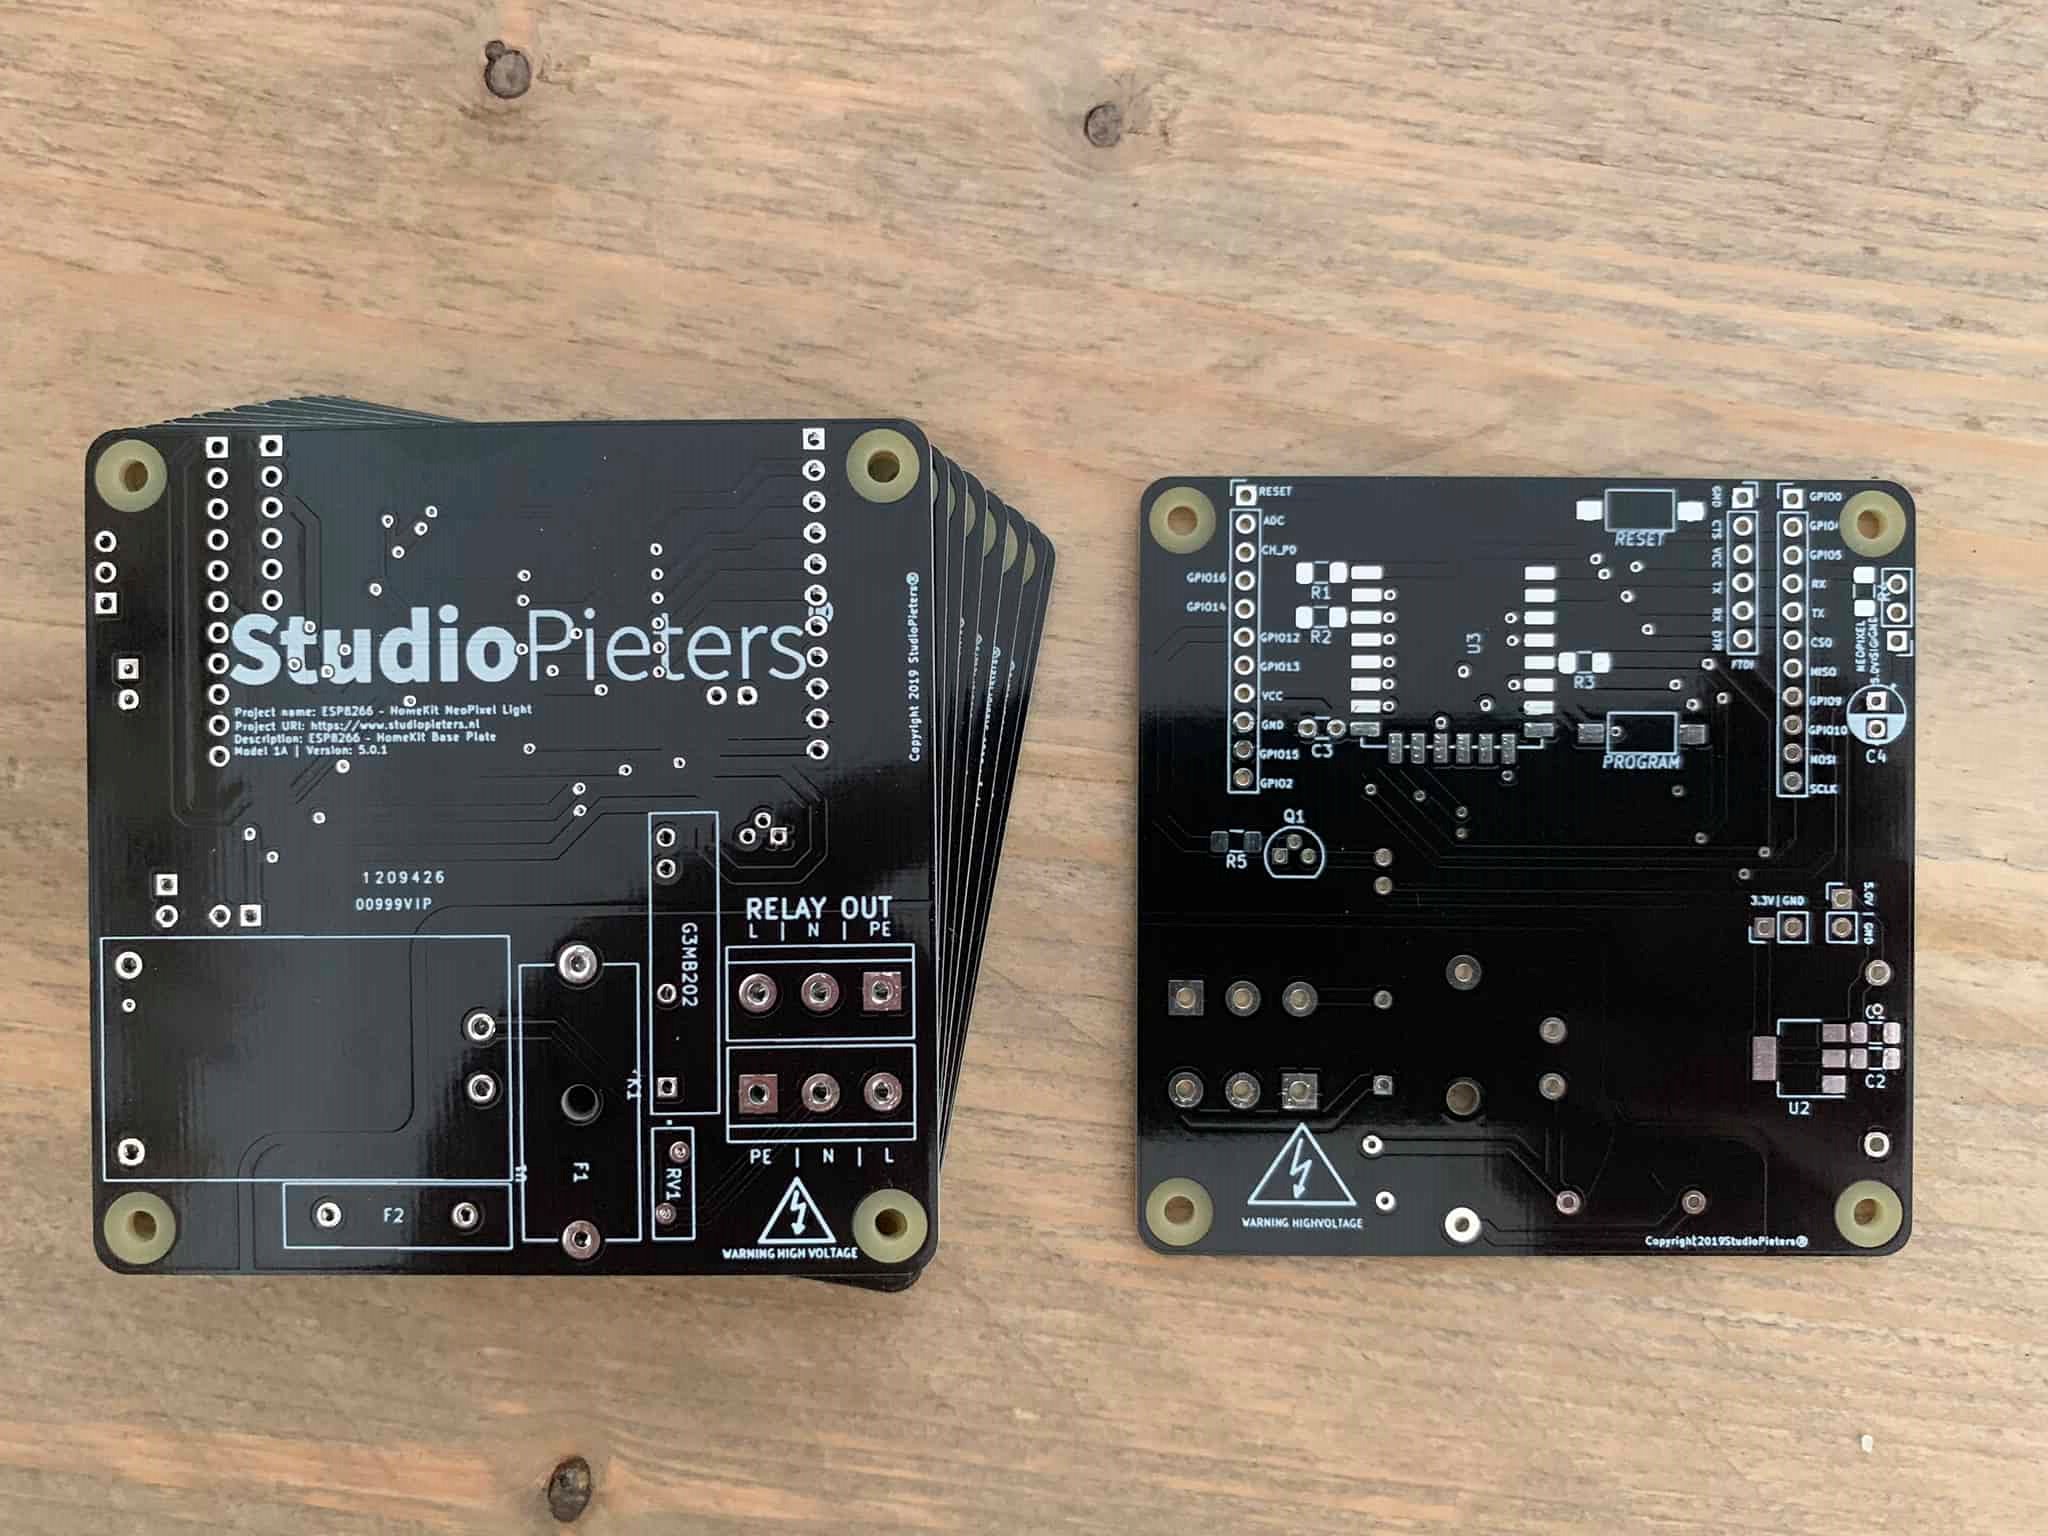 StudioPieters®
Project name: ESP8266 - HomeKit NeoPixel Light
Project URl: https://www.studiopieters.nl
Description: ESP8266 - HomeKit Base Plate
Model 1A | Version: 5.0.1
Copyright 2019 StudioPieters®
1209426
00999VIP
G3MB202
RELAY OUT
L | N | PE
K1
F1
RV1
F2
PE | N | L
WARNING HIGH VOLTAGE
RESET
ADC
CH_PD
GPIO16
GPIO14
GPIO12
GPIO13
VCC
GND
GPIO15
GPIO2
R1
R2
C3
U3
R3
RESET
PROGRAM
GND
CTS
VCC
TX
RX
DTR
FTDI
GPIO0
GPIO4
GPIO5
RX
TX
CSO
MISO
GPIO9
GPIO10
MOSI
SCLK
NEOPIXEL
C4
Q1
R5
3.3V | GND
5.0V | GND
C2
U2
WARNING HIGHVOLTAGE
Copyright2019StudioPieters®